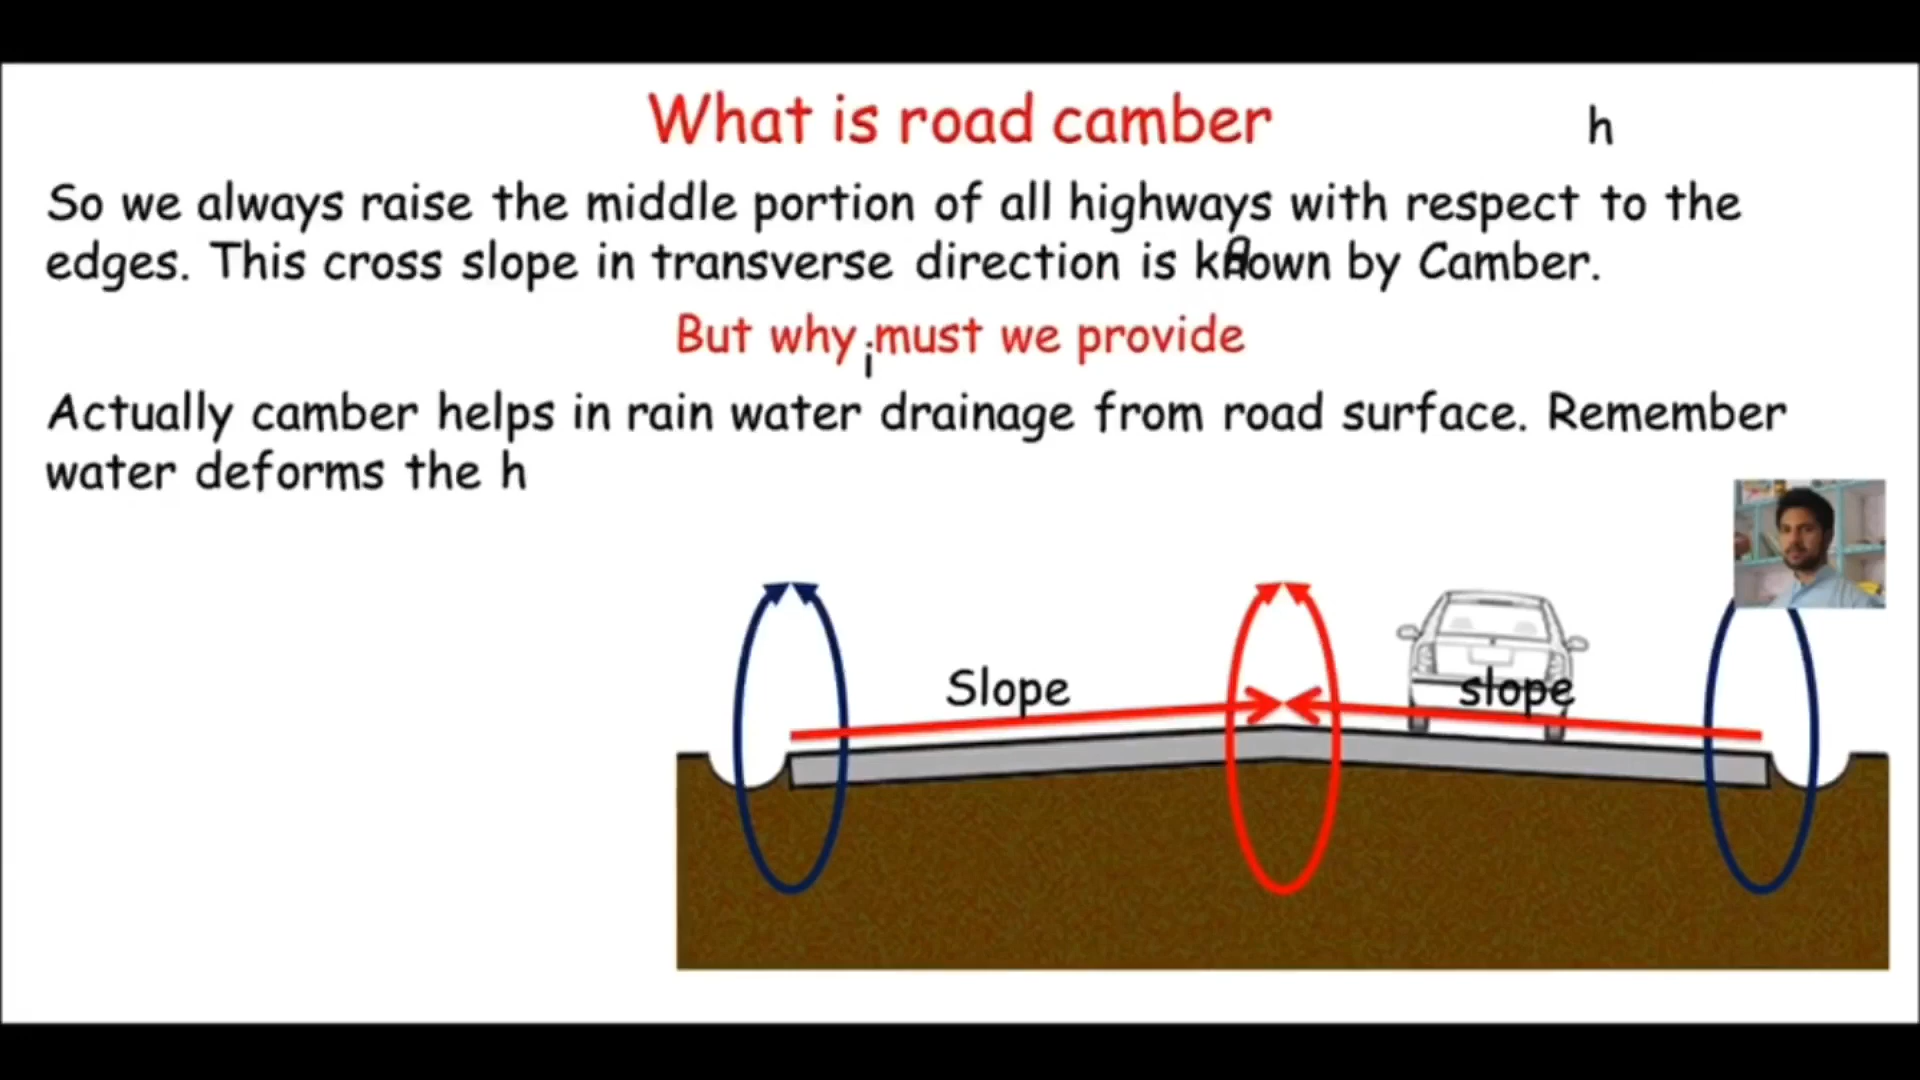 What is road camber
h
So we always raise the middle portion of all highways with respect to the
edges. This cross slope in transverse direction is known by Camber.
But why must we provide
i
Actually camber helps in rain water drainage from road surface. Remember
water deforms the h
Slope
slope